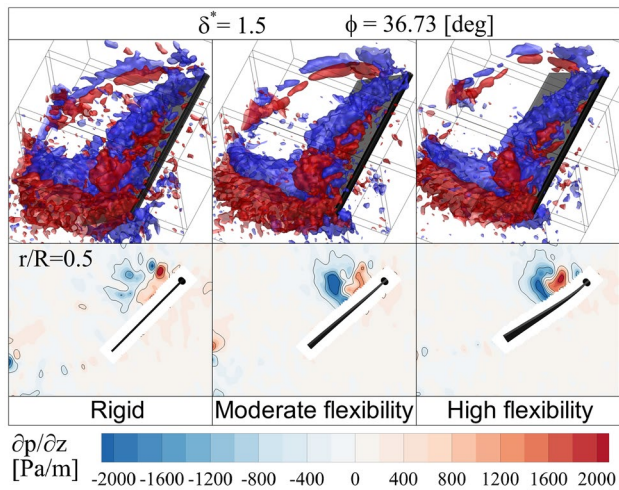 δ* = 1.5 ϕ = 36.73 [deg]
r/R=0.5
Rigid Moderate flexibility High flexibility
∂p/∂z
[Pa/m]
-2000 -1600 -1200 -800 -400 0 400 800 1200 1600 2000